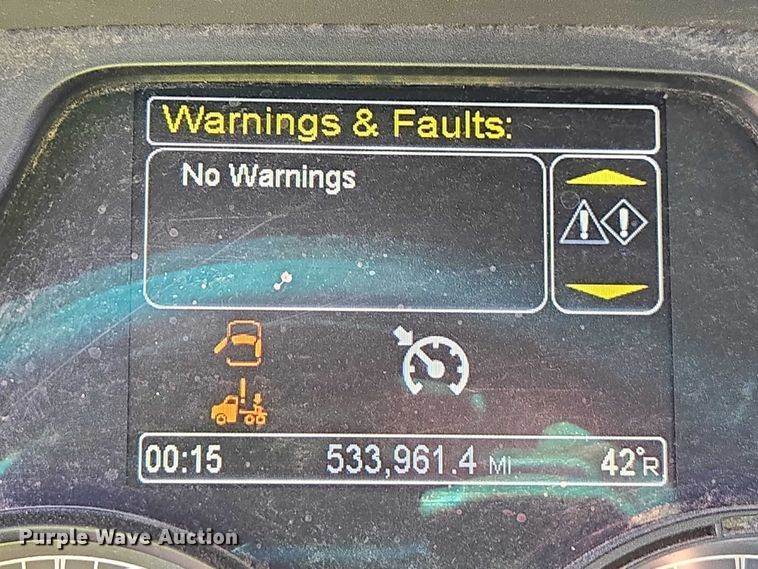 Warnings & Faults:
No Warnings
00:15 533,961.4 MI 42°R
Purple Wave Auction